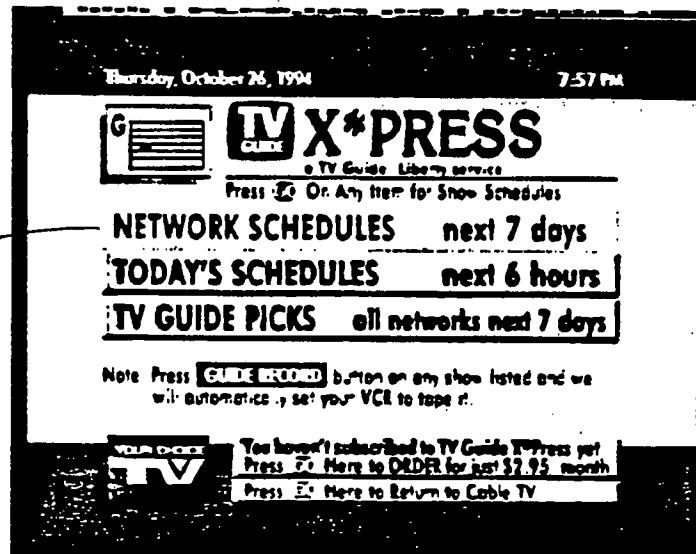 Thursday, October 26, 1994 7:57 PM
G
TV GUIDE X*PRESS
a TV Guide Liberty service
Press GO On Any Item for Show Schedules
NETWORK SCHEDULES next 7 days
TODAY'S SCHEDULES next 6 hours
TV GUIDE PICKS all networks next 7 days
Note Press GUIDE RECORD button on any show listed and we
will automatically set your VCR to tape it.
YOUR CHOICE
TV
You haven't subscribed to TV Guide X*Press yet
Press Here to ORDER for just $2.95 month
Press Here to Return to Cable TV